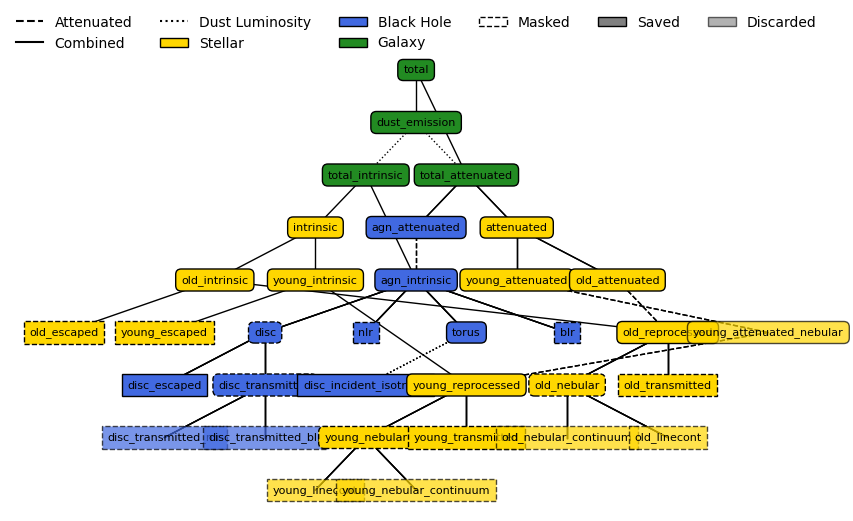 Attenuated Dust Luminosity Black Hole Masked Saved Discarded
Combined Stellar Galaxy
total
dust_emission
total_intrinsic total_attenuated
intrinsic agn_attenuated attenuated
old_intrinsic young_intrinsic agn_intrinsic young_attenuated old_attenuated
old_escaped young_escaped disc nlr torus blr old_reprocessed young_attenuated_nebular
disc_escaped disc_transmitted disc_incident_isotr young_reprocessed old_nebular old_transmitted
disc_transmitted disc_transmitted_bl young_nebular young_transmitted old_nebular_continuum old_linecont
young_linecont young_nebular_continuum